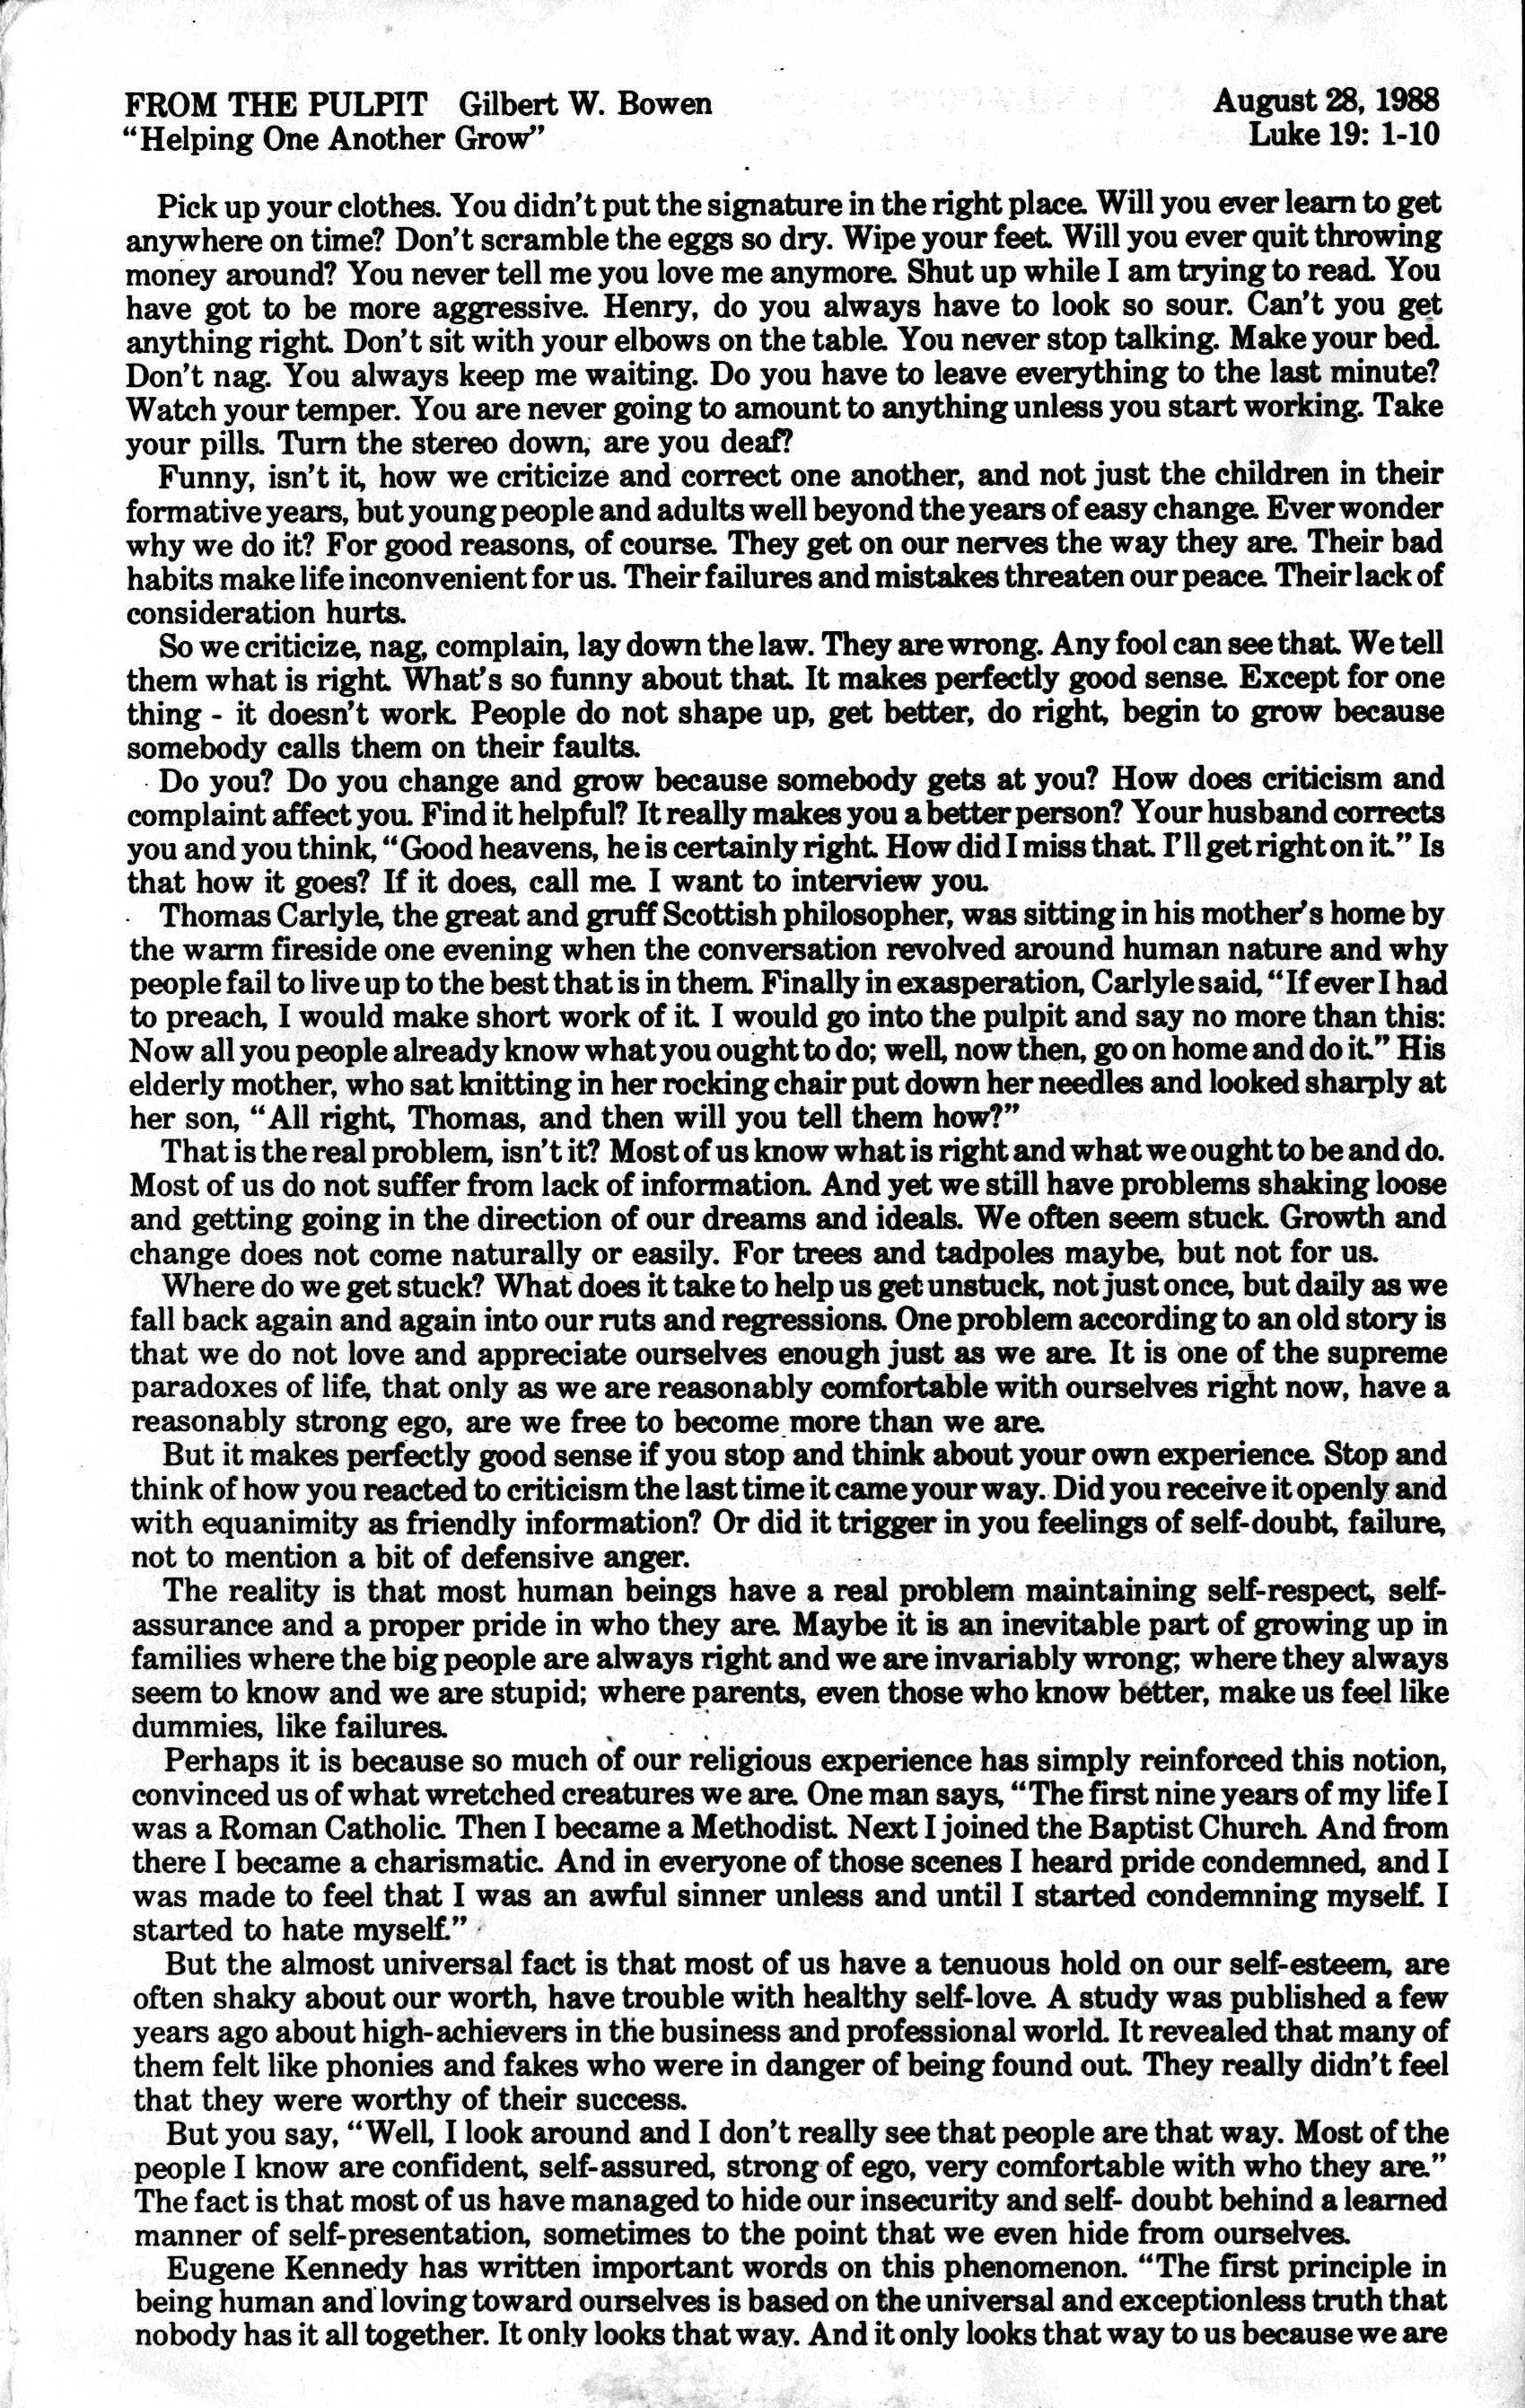 FROM THE PULPIT Gilbert W. Bowen August 28, 1988
“Helping One Another Grow” Luke 19: 1-10
Pick up your clothes. You didn't put the signature in the right place. Will you ever learn to get
anywhere on time? Don't scramble the eggs so dry. Wipe your feet. Will you ever quit throwing
money around? You never tell me you love me anymore. Shut up while I am trying to read. You
have got to be more aggressive. Henry, do you always have to look so sour. Can't you get
anything right. Don't sit with your elbows on the table. You never stop talking. Make your bed.
Don't nag. You always keep me waiting. Do you have to leave everything to the last minute?
Watch your temper. You are never going to amount to anything unless you start working. Take
your pills. Turn the stereo down, are you deaf?
Funny, isn't it, how we criticize and correct one another, and not just the children in their
formative years, but young people and adults well beyond the years of easy change. Ever wonder
why we do it? For good reasons, of course. They get on our nerves the way they are. Their bad
habits make life inconvenient for us. Their failures and mistakes threaten our peace. Their lack of
consideration hurts.
So we criticize, nag, complain, lay down the law. They are wrong. Any fool can see that. We tell
them what is right. What's so funny about that. It makes perfectly good sense. Except for one
thing - it doesn't work. People do not shape up, get better, do right, begin to grow because
somebody calls them on their faults.
Do you? Do you change and grow because somebody gets at you? How does criticism and
complaint affect you. Find it helpful? It really makes you a better person? Your husband corrects
you and you think, “Good heavens, he is certainly right. How did I miss that. I'll get right on it.” Is
that how it goes? If it does, call me. I want to interview you.
Thomas Carlyle, the great and gruff Scottish philosopher, was sitting in his mother's home by
the warm fireside one evening when the conversation revolved around human nature and why
people fail to live up to the best that is in them. Finally in exasperation, Carlyle said, “If ever I had
to preach, I would make short work of it. I would go into the pulpit and say no more than this:
Now all you people already know what you ought to do; well, now then, go on home and do it.” His
elderly mother, who sat knitting in her rocking chair put down her needles and looked sharply at
her son, “All right, Thomas, and then will you tell them how?”
That is the real problem, isn't it? Most of us know what is right and what we ought to be and do.
Most of us do not suffer from lack of information. And yet we still have problems shaking loose
and getting going in the direction of our dreams and ideals. We often seem stuck. Growth and
change does not come naturally or easily. For trees and tadpoles maybe, but not for us.
Where do we get stuck? What does it take to help us get unstuck, not just once, but daily as we
fall back again and again into our ruts and regressions. One problem according to an old story is
that we do not love and appreciate ourselves enough just as we are. It is one of the supreme
paradoxes of life, that only as we are reasonably comfortable with ourselves right now, have a
reasonably strong ego, are we free to become more than we are.
But it makes perfectly good sense if you stop and think about your own experience. Stop and
think of how you reacted to criticism the last time it came your way. Did you receive it openly and
with equanimity as friendly information? Or did it trigger in you feelings of self-doubt, failure,
not to mention a bit of defensive anger.
The reality is that most human beings have a real problem maintaining self-respect, self-
assurance and a proper pride in who they are. Maybe it is an inevitable part of growing up in
families where the big people are always right and we are invariably wrong; where they always
seem to know and we are stupid; where parents, even those who know better, make us feel like
dummies, like failures.
Perhaps it is because so much of our religious experience has simply reinforced this notion,
convinced us of what wretched creatures we are. One man says, “The first nine years of my life I
was a Roman Catholic. Then I became a Methodist. Next I joined the Baptist Church. And from
there I became a charismatic. And in everyone of those scenes I heard pride condemned, and I
was made to feel that I was an awful sinner unless and until I started condemning myself. I
started to hate myself.”
But the almost universal fact is that most of us have a tenuous hold on our self-esteem, are
often shaky about our worth, have trouble with healthy self-love. A study was published a few
years ago about high-achievers in the business and professional world. It revealed that many of
them felt like phonies and fakes who were in danger of being found out. They really didn't feel
that they were worthy of their success.
But you say, “Well, I look around and I don't really see that people are that way. Most of the
people I know are confident, self-assured, strong of ego, very comfortable with who they are.”
The fact is that most of us have managed to hide our insecurity and self- doubt behind a learned
manner of self-presentation, sometimes to the point that we even hide from ourselves.
Eugene Kennedy has written important words on this phenomenon. “The first principle in
being human and loving toward ourselves is based on the universal and exceptionless truth that
nobody has it all together. It only looks that way. And it only looks that way to us because we are